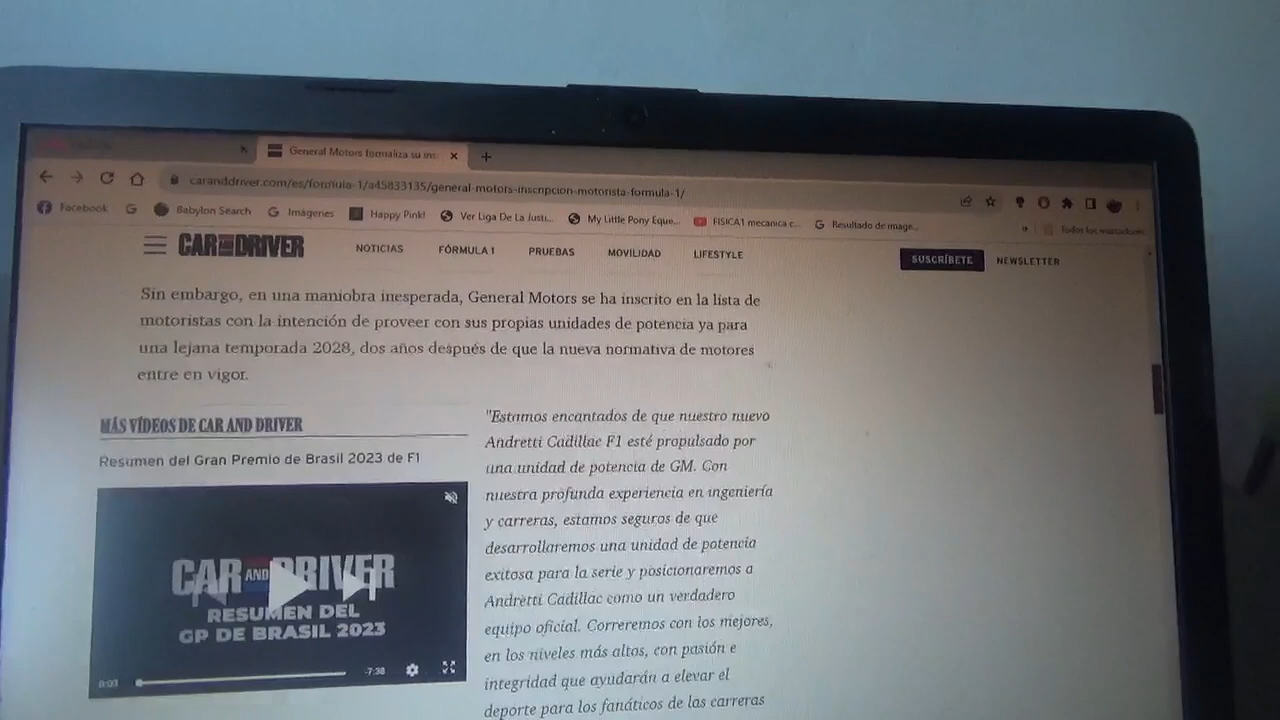 General Motors formaliza su ins
caranddriver.com/es/formula-1/a45833135/general-motors-inscripcion-motorista-formula-1/
Facebook
Babylon Search
Imágenes
Happy Pink!
Ver Liga De La Justi...
My Little Pony Eque...
FISICA1 mecanica c...
Resultado de image...
Todos los marcadores
CAR AND DRIVER
NOTICIAS
FÓRMULA 1
PRUEBAS
MOVILIDAD
LIFESTYLE
SUSCRÍBETE
NEWSLETTER
Sin embargo, en una maniobra inesperada, General Motors se ha inscrito en la lista de
motoristas con la intención de proveer con sus propias unidades de potencia ya para
una lejana temporada 2028, dos años después de que la nueva normativa de motores
entre en vigor.
MÁS VÍDEOS DE CAR AND DRIVER
Resumen del Gran Premio de Brasil 2023 de F1
CAR AND DRIVER
RESUMEN DEL
GP DE BRASIL 2023
0:03
-7:38
"Estamos encantados de que nuestro nuevo
Andretti Cadillac F1 esté propulsado por
una unidad de potencia de GM. Con
nuestra profunda experiencia en ingeniería
y carreras, estamos seguros de que
desarrollaremos una unidad de potencia
exitosa para la serie y posicionaremos a
Andretti Cadillac como un verdadero
equipo oficial. Correremos con los mejores,
en los niveles más altos, con pasión e
integridad que ayudarán a elevar el
deporte para los fanáticos de las carreras